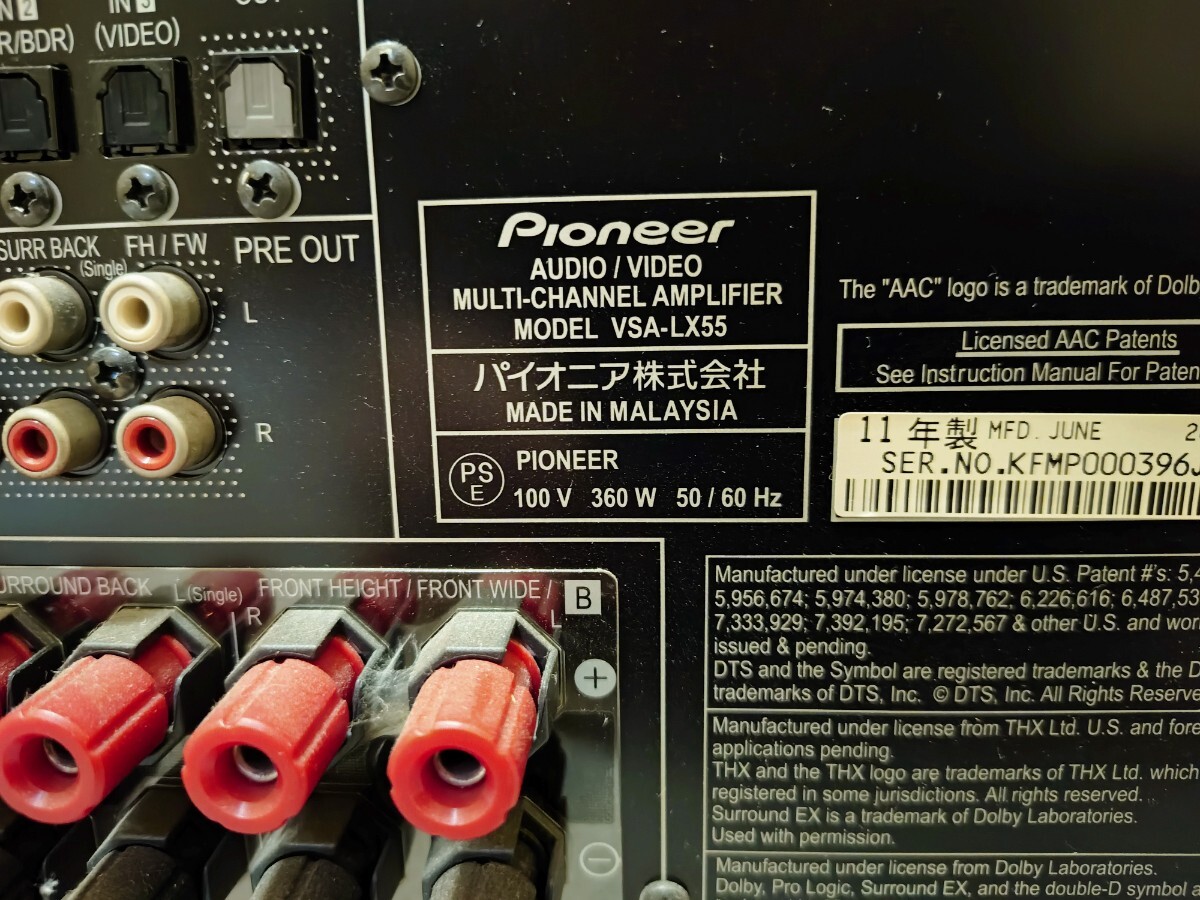 IN 2
IN 3
R/BDR)
(VIDEO)
SURR BACK
(Single)
FH / FW
PRE OUT
L
R
Pioneer
AUDIO / VIDEO
MULTI-CHANNEL AMPLIFIER
MODEL VSA-LX55
パイオニア株式会社
MADE IN MALAYSIA
PS
E
PIONEER
100 V 360 W 50 / 60 Hz
The "AAC" logo is a trademark of Dolb
Licensed AAC Patents
See Instruction Manual For Paten
11 年製 MFD. JUNE 2
SER.NO.KFMP000396J
URROUND BACK
L (Single)
FRONT HEIGHT / FRONT WIDE /
B
R
L
+
−
Manufactured under license under U.S. Patent #'s: 5,4
5,956,674; 5,974,380; 5,978,762; 6,226,616; 6,487,53
7,333,929; 7,392,195; 7,272,567 & other U.S. and wor
issued & pending.
DTS and the Symbol are registered trademarks & the D
trademarks of DTS, Inc. © DTS, Inc. All Rights Reserve
Manufactured under license from THX Ltd. U.S. and fore
applications pending.
THX and the THX logo are trademarks of THX Ltd. which
registered in some jurisdictions. All rights reserved.
Surround EX is a trademark of Dolby Laboratories.
Used with permission.
Manufactured under license from Dolby Laboratories.
Dolby, Pro Logic, Surround EX, and the double-D symbol a